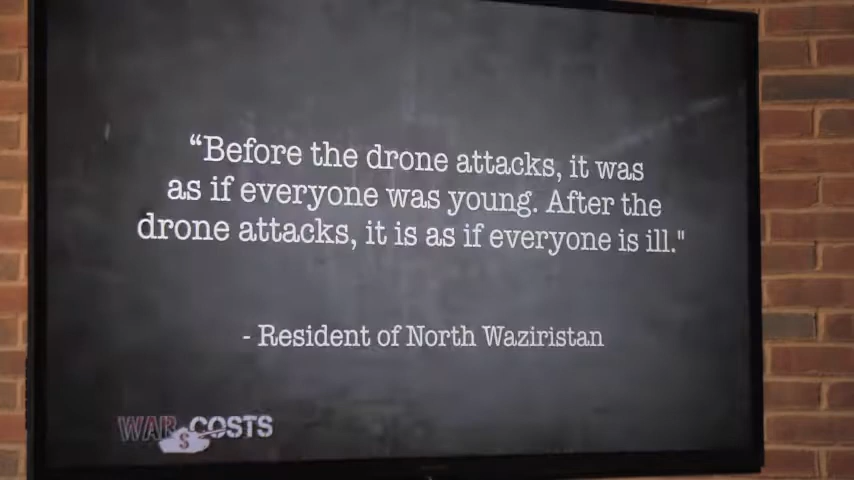 “Before the drone attacks, it was
as if everyone was young. After the
drone attacks, it is as if everyone is ill."
- Resident of North Waziristan
WAR COSTS
$